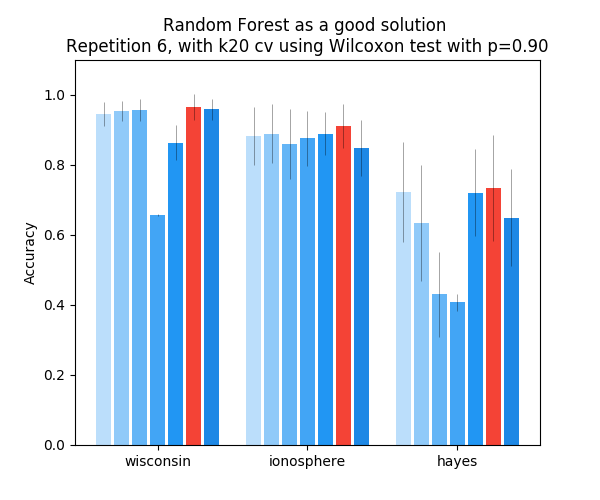 Random Forest as a good solution
Repetition 6, with k20 cv using Wilcoxon test with p=0.90
1.0
0.8
0.6
0.4
0.2
0.0
Accuracy
wisconsin
ionosphere
hayes